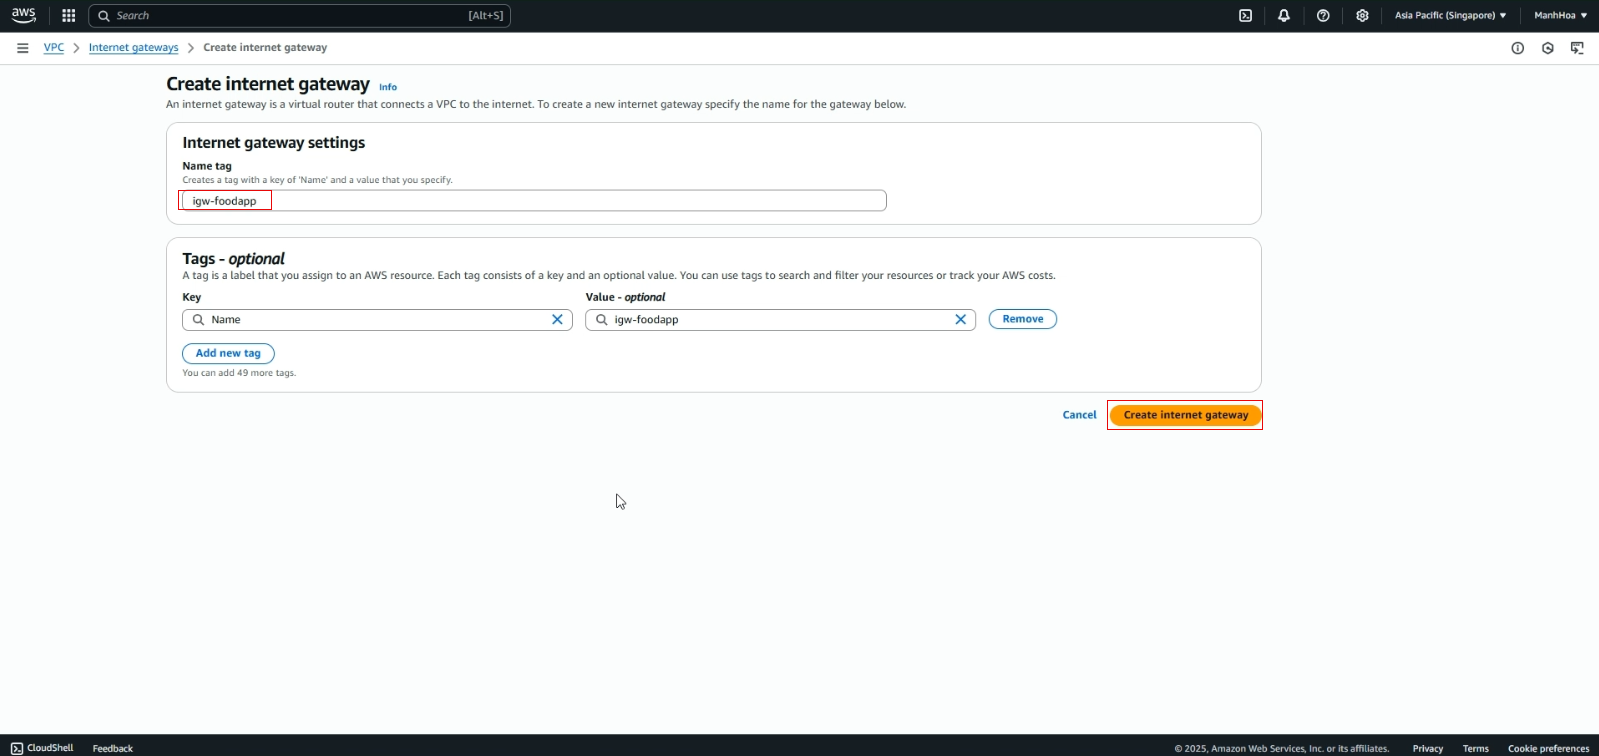 aws
Search [Alt+S]
Asia Pacific (Singapore) ManhHoa
VPC Internet gateways Create internet gateway
Create internet gateway Info
An internet gateway is a virtual router that connects a VPC to the internet. To create a new internet gateway specify the name for the gateway below.
Internet gateway settings
Name tag
Creates a tag with a key of 'Name' and a value that you specify.
igw-foodapp
Tags - optional
A tag is a label that you assign to an AWS resource. Each tag consists of a key and an optional value. You can use tags to search and filter your resources or track your AWS costs.
Key Value - optional
Name igw-foodapp Remove
Add new tag
You can add 49 more tags.
Cancel Create internet gateway
CloudShell Feedback © 2025, Amazon Web Services, Inc. or its affiliates. Privacy Terms Cookie preferences